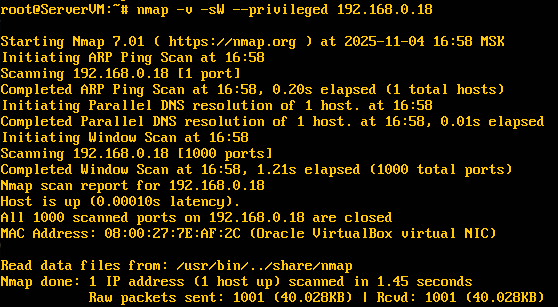 root@ServerVM:~# nmap -v -sW --privileged 192.168.0.18
Starting Nmap 7.01 ( https://nmap.org ) at 2025-11-04 16:58 MSK
Initiating ARP Ping Scan at 16:58
Scanning 192.168.0.18 [1 port]
Completed ARP Ping Scan at 16:58, 0.20s elapsed (1 total hosts)
Initiating Parallel DNS resolution of 1 host. at 16:58
Completed Parallel DNS resolution of 1 host. at 16:58, 0.01s elapsed
Initiating Window Scan at 16:58
Scanning 192.168.0.18 [1000 ports]
Completed Window Scan at 16:58, 1.21s elapsed (1000 total ports)
Nmap scan report for 192.168.0.18
Host is up (0.00010s latency).
All 1000 scanned ports on 192.168.0.18 are closed
MAC Address: 08:00:27:7E:AF:2C (Oracle VirtualBox virtual NIC)
Read data files from: /usr/bin/../share/nmap
Nmap done: 1 IP address (1 host up) scanned in 1.45 seconds
Raw packets sent: 1001 (40.028KB) | Rcvd: 1001 (40.028KB)